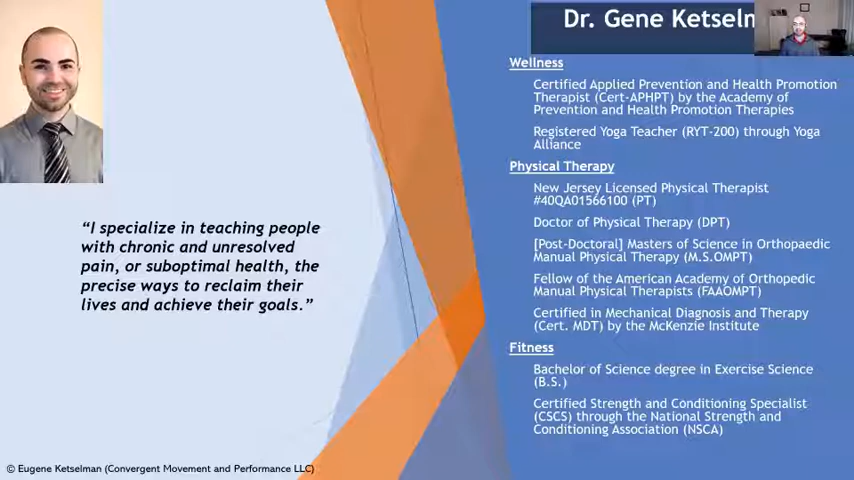 Dr. Gene Ketselm
Wellness
Certified Applied Prevention and Health Promotion
Therapist (Cert-APHPT) by the Academy of
Prevention and Health Promotion Therapies
Registered Yoga Teacher (RYT-200) through Yoga
Alliance
Physical Therapy
New Jersey Licensed Physical Therapist
#40QA01566100 (PT)
Doctor of Physical Therapy (DPT)
[Post-Doctoral] Masters of Science in Orthopaedic
Manual Physical Therapy (M.S.OMPT)
Fellow of the American Academy of Orthopedic
Manual Physical Therapists (FAAOMPT)
Certified in Mechanical Diagnosis and Therapy
(Cert. MDT) by the McKenzie Institute
Fitness
Bachelor of Science degree in Exercise Science
(B.S.)
Certified Strength and Conditioning Specialist
(CSCS) through the National Strength and
Conditioning Association (NSCA)
“I specialize in teaching people
with chronic and unresolved
pain, or suboptimal health, the
precise ways to reclaim their
lives and achieve their goals.”
© Eugene Ketselman (Convergent Movement and Performance LLC)